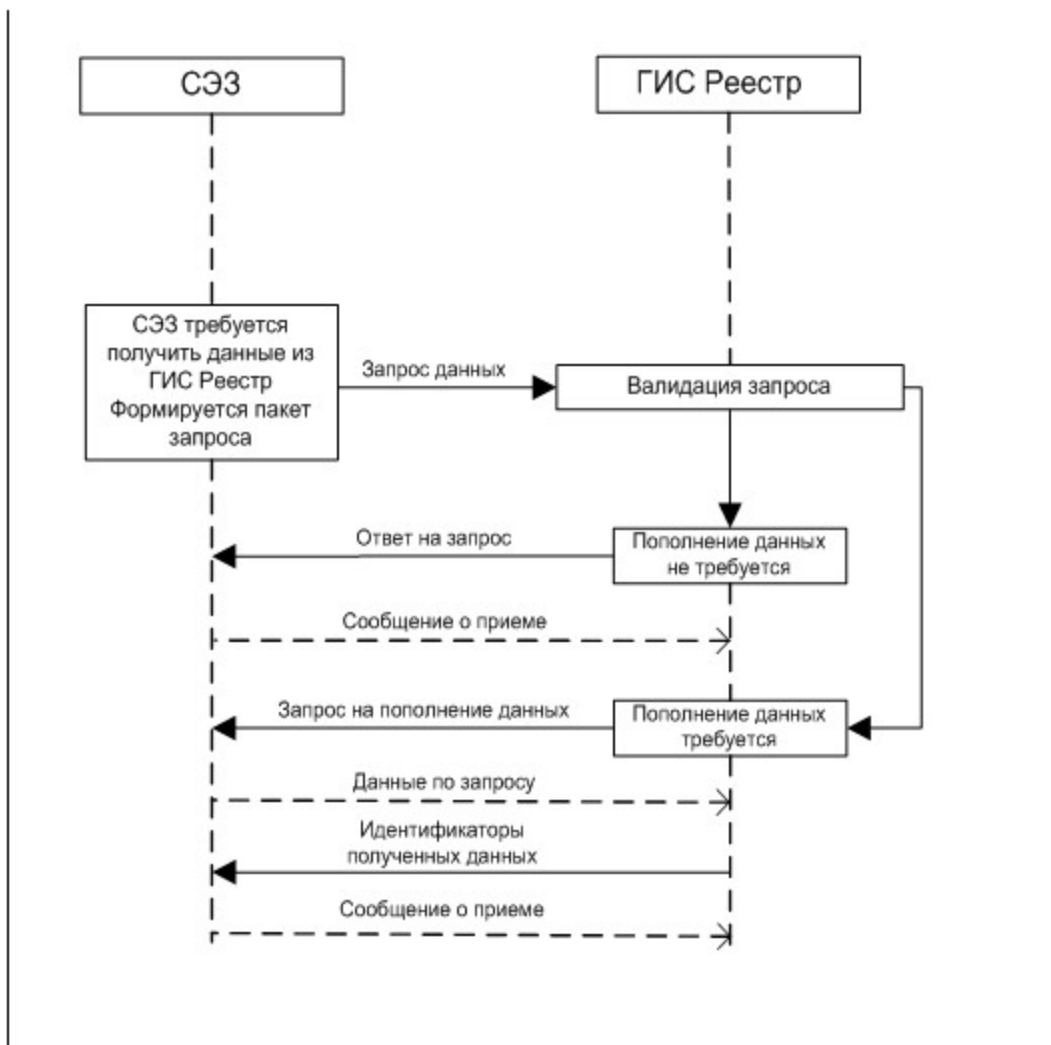 СЭЗ
ГИС Реестр
СЭЗ требуется
получить данные из
ГИС Реестр
Формируется пакет
запроса
Запрос данных
Валидация запроса
Ответ на запрос
Пополнение данных
не требуется
Сообщение о приеме
Запрос на пополнение данных
Пополнение данных
требуется
Данные по запросу
Идентификаторы
полученных данных
Сообщение о приеме